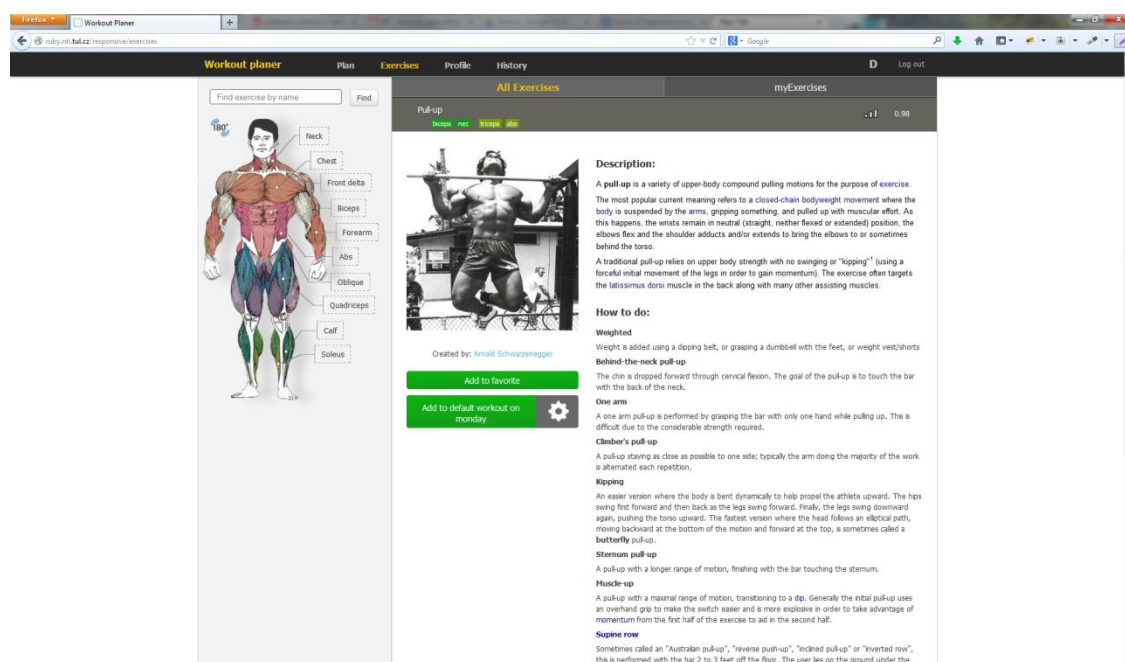 Firefox
Workout Planer
ruby.nti.tul.cz/responsive/exercises
Google
Workout planer
Plan
Exercises
Profile
History
D
Log out
Find exercise by name
Find
180°
Neck
Chest
Front delta
Biceps
Forearm
Abs
Oblique
Quadriceps
Calf
Soleus
All Exercises
myExercises
Pull-up
biceps nec triceps abs
0.98
Created by: Arnold Schwarzenegger
Add to favorite
Add to default workout on
monday
Description:
A pull-up is a variety of upper-body compound pulling motions for the purpose of exercise.
The most popular current meaning refers to a closed-chain bodyweight movement where the
body is suspended by the arms, gripping something, and pulled up with muscular effort. As
this happens, the wrists remain in neutral (straight, neither flexed or extended) position, the
elbows flex and the shoulder adducts and/or extends to bring the elbows to or sometimes
behind the torso.
A traditional pull-up relies on upper body strength with no swinging or "kipping"¹ (using a
forceful initial movement of the legs in order to gain momentum). The exercise often targets
the latissimus dorsi muscle in the back along with many other assisting muscles.
How to do:
Weighted
Weight is added using a dipping belt, or grasping a dumbbell with the feet, or weight vest/shorts
Behind-the-neck pull-up
The chin is dropped forward through cervical flexion. The goal of the pull-up is to touch the bar
with the back of the neck.
One arm
A one arm pull-up is performed by grasping the bar with only one hand while pulling up. This is
difficult due to the considerable strength required.
Climber's pull-up
A pull-up staying as close as possible to one side; typically the arm doing the majority of the work
is alternated each repetition.
Kipping
An easier version where the body is bent dynamically to help propel the athlete upward. The hips
swing first forward and then back as the legs swing forward. Finally, the legs swing downward
again, pushing the torso upward. The fastest version where the head follows an elliptical path,
moving backward at the bottom of the motion and forward at the top, is sometimes called a
butterfly pull-up.
Sternum pull-up
A pull-up with a longer range of motion, finishing with the bar touching the sternum.
Muscle-up
A pull-up with a maximal range of motion, transitioning to a dip. Generally the initial pull-up uses
an overhand grip to make the switch easier and is more explosive in order to take advantage of
momentum from the first half of the exercise to aid in the second half.
Supine row
Sometimes called an "Australian pull-up", "reverse push-up", "inclined pull-up" or "inverted row",
this is performed with the bar 2 to 3 feet off the floor. The user lies on the ground under the